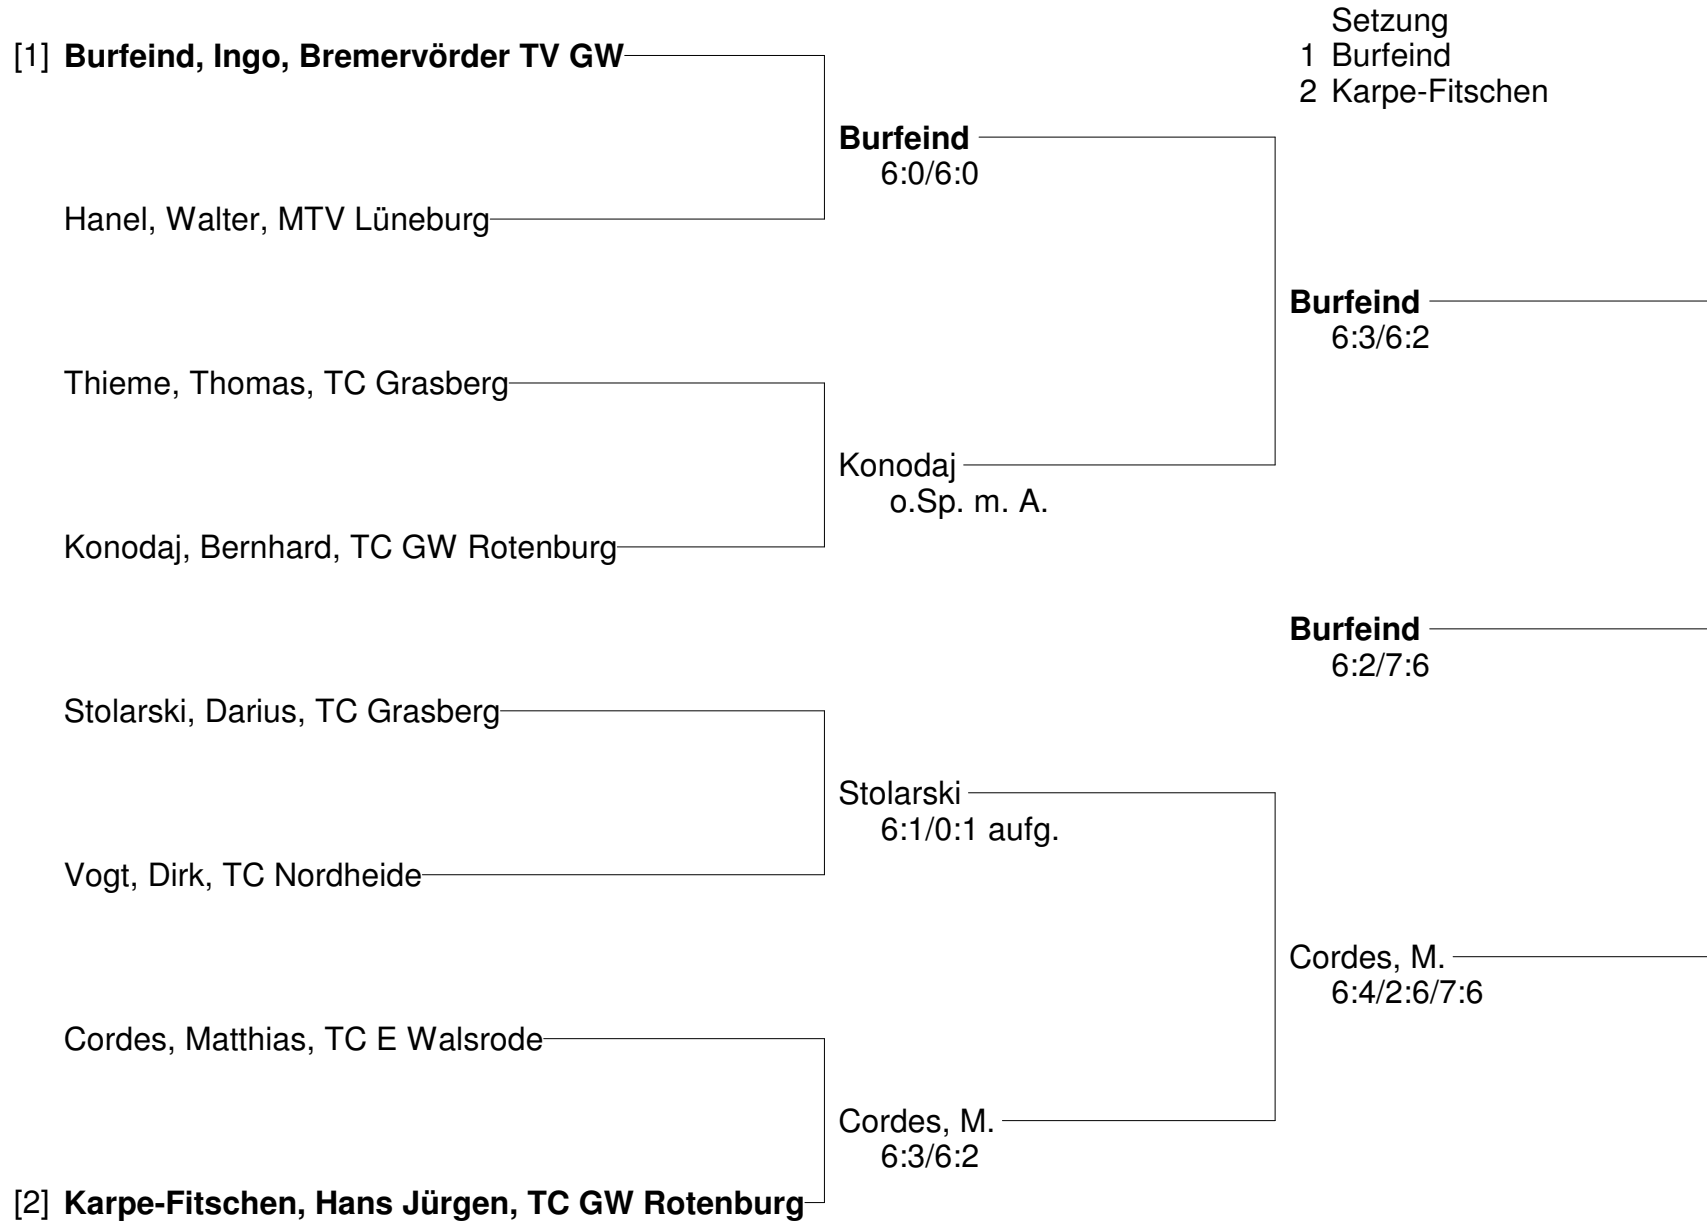 Setzung
[1] Burfeind, Ingo, Bremervörder TV GW
1 Burfeind
2 Karpe-Fitschen
Burfeind
6:0/6:0
Hanel, Walter, MTV Lüneburg
Burfeind
6:3/6:2
Thieme, Thomas, TC Grasberg
Konodaj
o.Sp. m. A.
Konodaj, Bernhard, TC GW Rotenburg
Burfeind
6:2/7:6
Stolarski, Darius, TC Grasberg
Stolarski
6:1/0:1 aufg.
Vogt, Dirk, TC Nordheide
Cordes, M.
6:4/2:6/7:6
Cordes, Matthias, TC E Walsrode
Cordes, M.
6:3/6:2
[2] Karpe-Fitschen, Hans Jürgen, TC GW Rotenburg